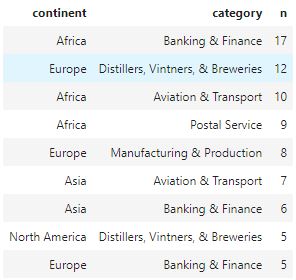 continent category n
Africa Banking & Finance 17
Europe Distillers, Vintners, & Breweries 12
Africa Aviation & Transport 10
Africa Postal Service 9
Europe Manufacturing & Production 8
Asia Aviation & Transport 7
Asia Banking & Finance 6
North America Distillers, Vintners, & Breweries 5
Europe Banking & Finance 5